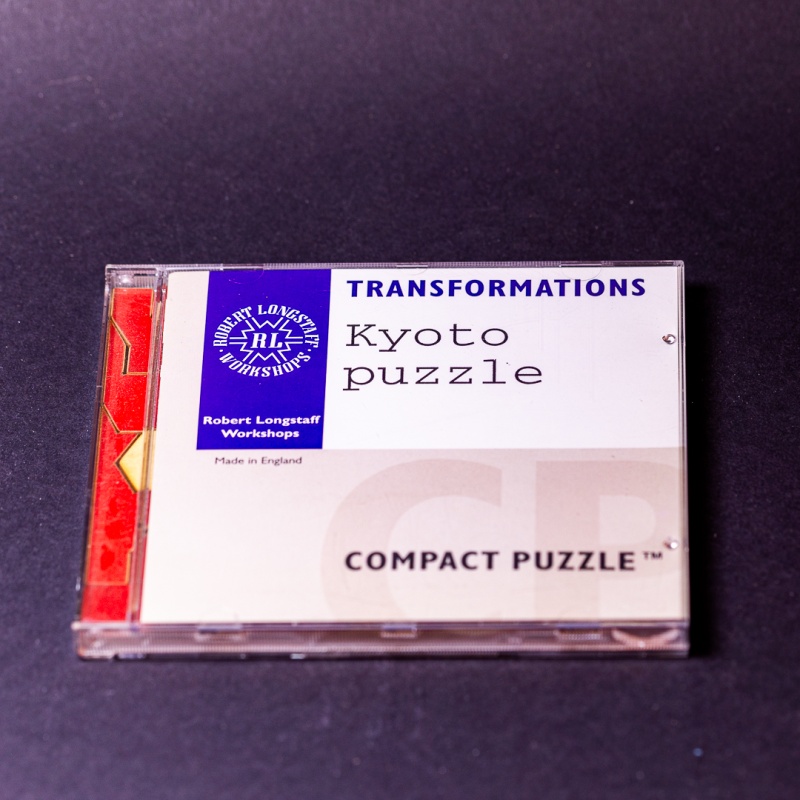 TRANSFORMATIONS
Kyoto
puzzle
ROBERT LONGSTAFF
· WORKSHOPS ·
RL
Robert Longstaff
Workshops
Made in England
CP
COMPACT PUZZLE™